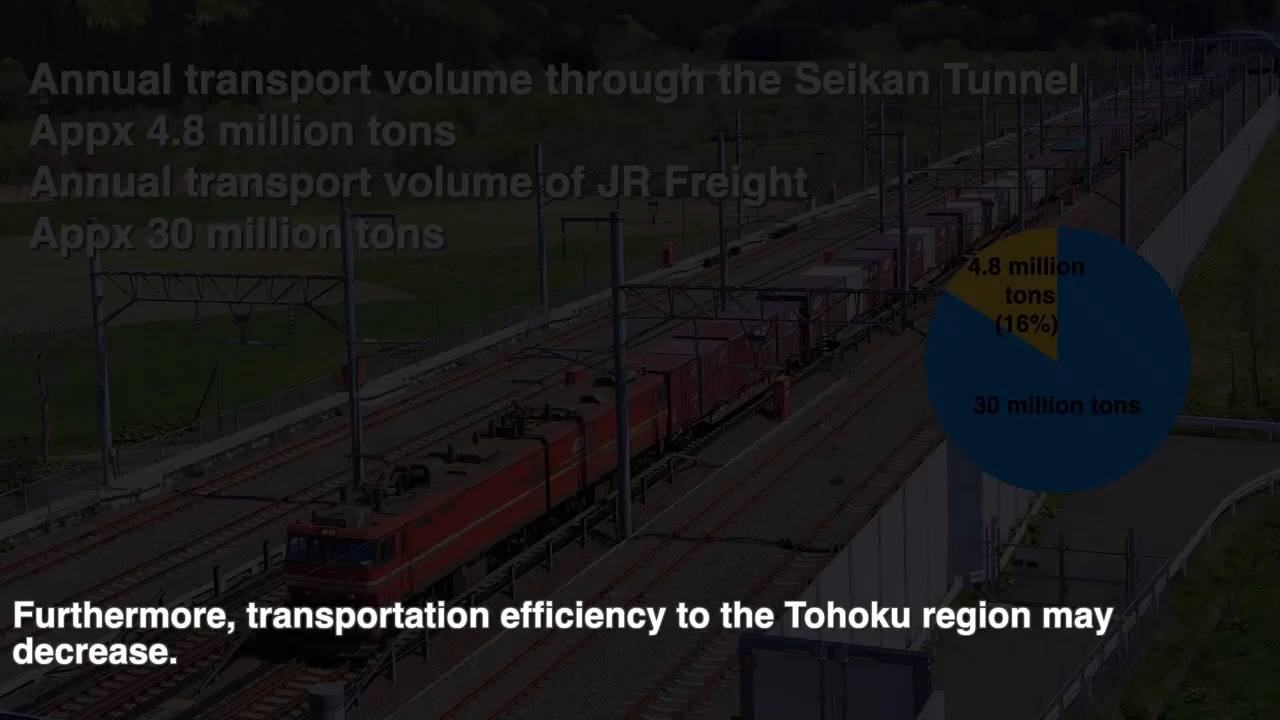 Annual transport volume through the Seikan Tunnel
Appx 4.8 million tons
Annual transport volume of JR Freight
Appx 30 million tons
4.8 million
tons
(16%)
30 million tons
Furthermore, transportation efficiency to the Tohoku region may
decrease.